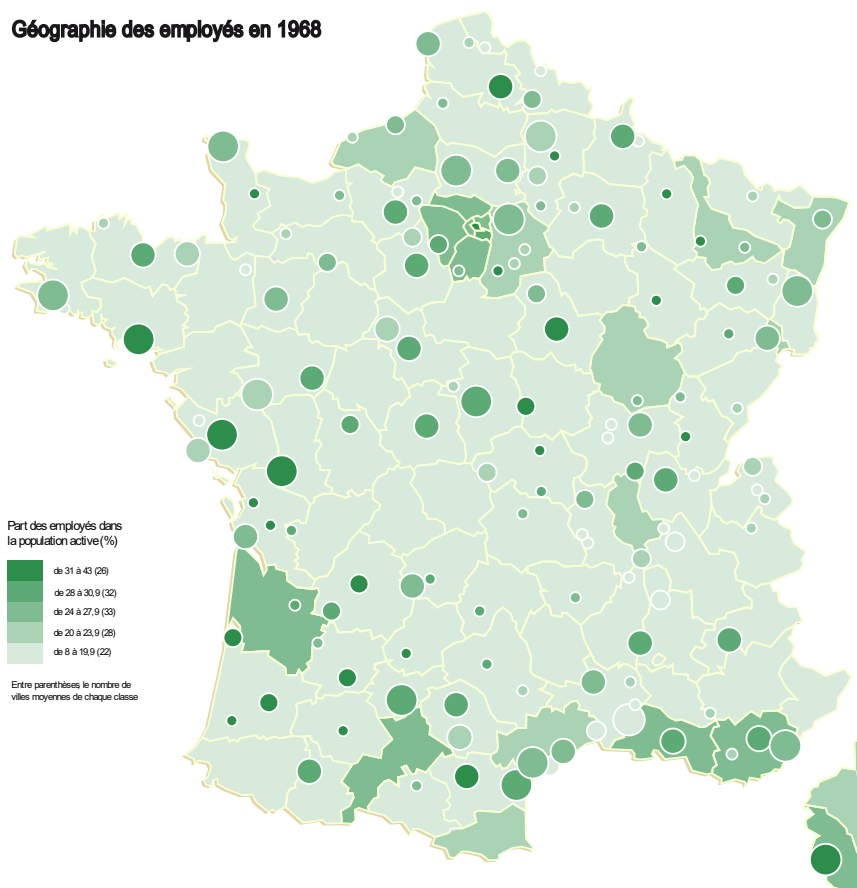 Géographie des employés en 1968
Part des employés dans
la population active (%)
de 31 à 43 (26)
de 28 à 30,9 (32)
de 24 à 27,9 (33)
de 20 à 23,9 (28)
de 8 à 19,9 (22)
Entre parenthèses, le nombre de
villes moyennes de chaque classe